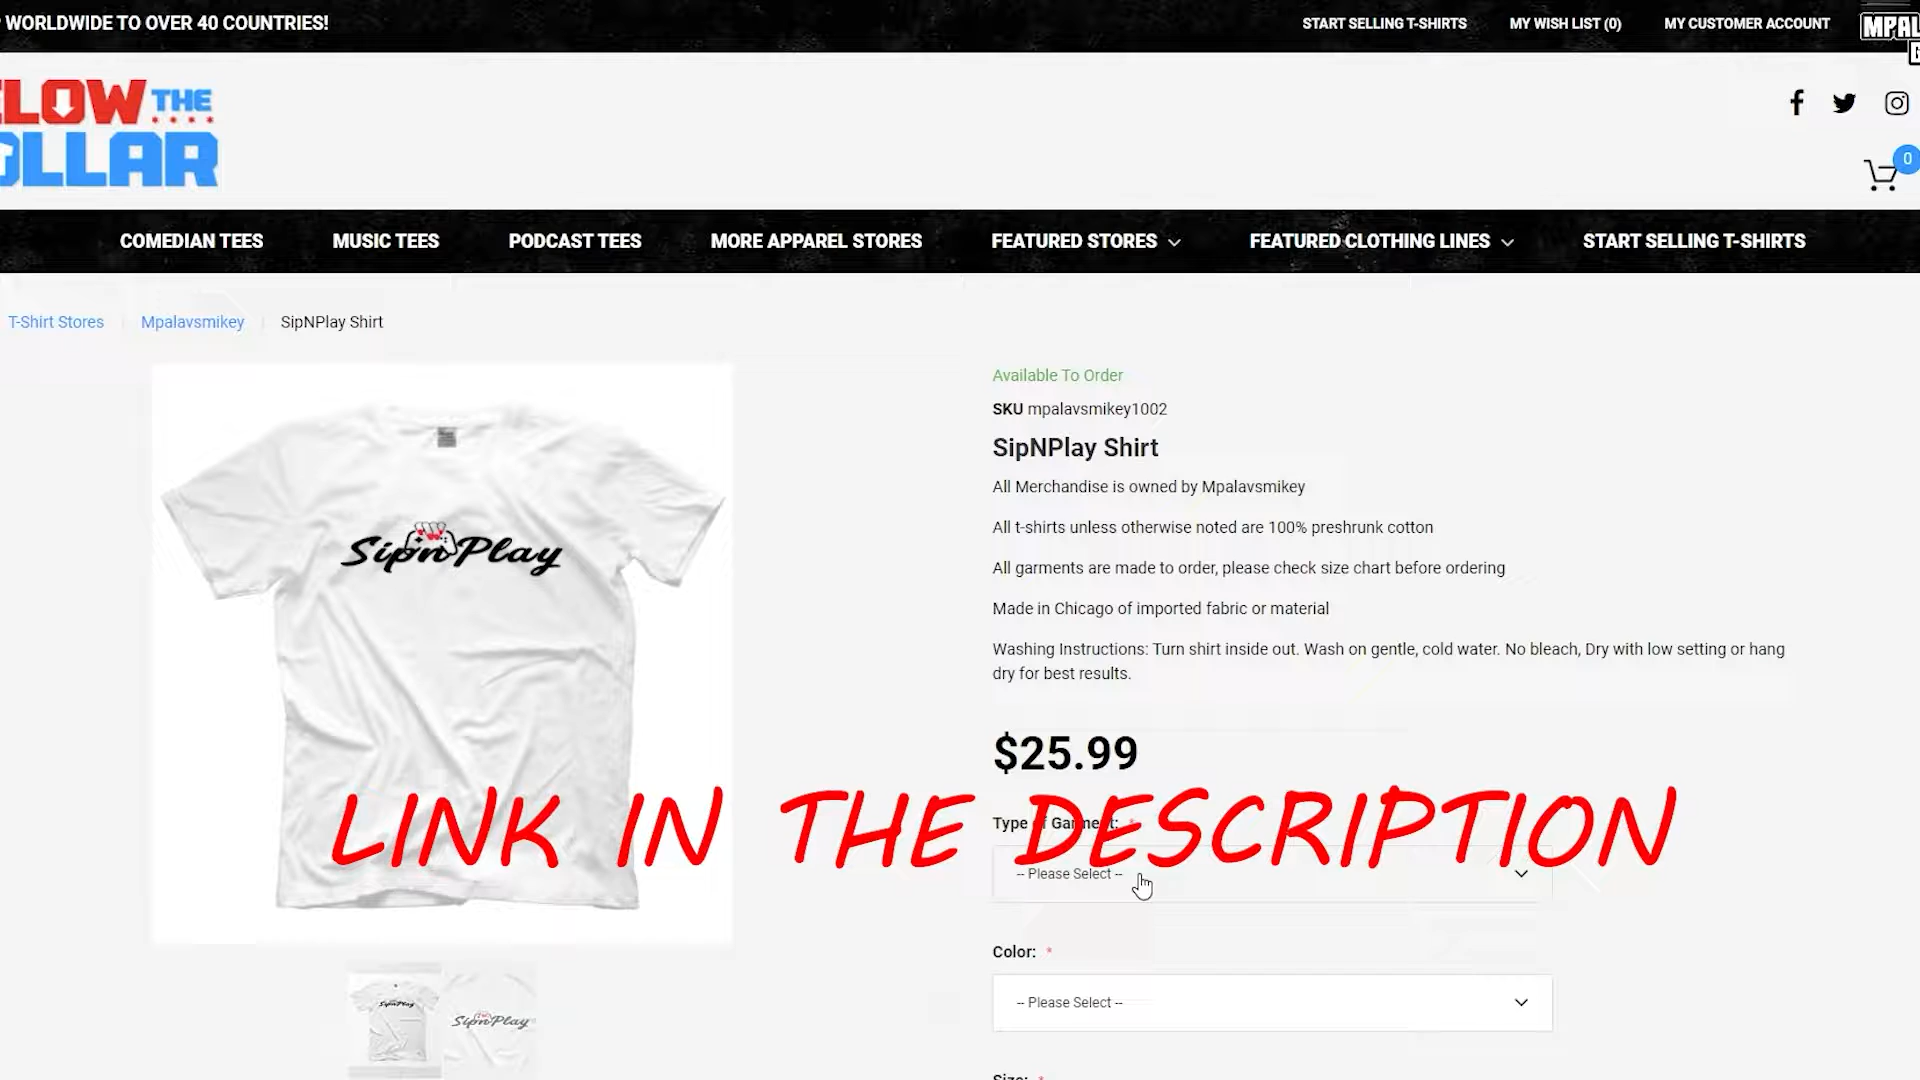 WORLDWIDE TO OVER 40 COUNTRIES!
START SELLING T-SHIRTS
MY WISH LIST (0)
MY CUSTOMER ACCOUNT
THE
0
COMEDIAN TEES
MUSIC TEES
PODCAST TEES
MORE APPAREL STORES
FEATURED STORES
FEATURED CLOTHING LINES
START SELLING T-SHIRTS
T-Shirt Stores
Mpalavsmikey
SipNPlay Shirt
SipnPlay
Available To Order
SKU mpalavsmikey1002
SipNPlay Shirt
All Merchandise is owned by Mpalavsmikey
All t-shirts unless otherwise noted are 100% preshrunk cotton
All garments are made to order, please check size chart before ordering
Made in Chicago of imported fabric or material
Washing Instructions: Turn shirt inside out. Wash on gentle, cold water. No bleach, Dry with low setting or hang
dry for best results.
$25.99
LINK IN THE DESCRIPTION
Type of Garment: *
-- Please Select --
Color: *
-- Please Select --
SipnPlay
SipnPlay
Size: *